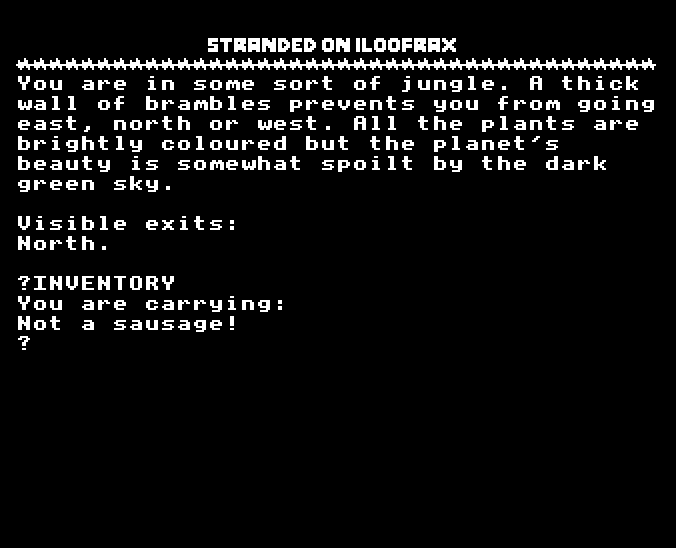 STRANDED ON ILOOFRAX
You are in some sort of jungle. A thick
wall of brambles prevents you from going
east, north or west. All the plants are
brightly coloured but the planet's
beauty is somewhat spoilt by the dark
green sky.
Visible exits:
North.
?INVENTORY
You are carrying:
Not a sausage!
?